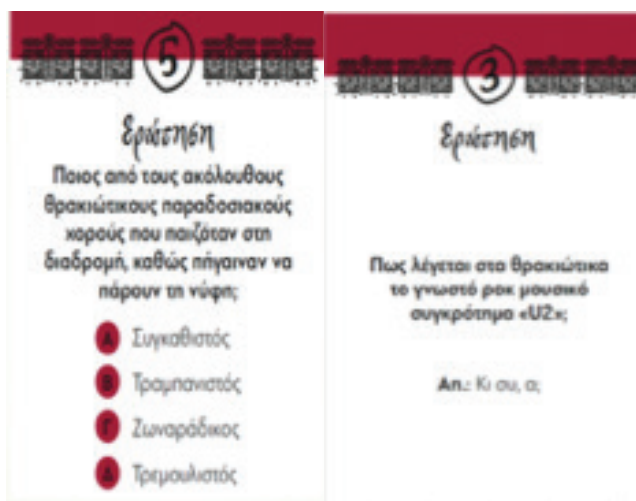 5
Ερώτηση
Ποιος από τους ακόλουθους
θρακιώτικους παραδοσιακούς
χορούς που παιζόταν στη
διαδρομή, καθώς πήγαιναν να
πάρουν τη νύφη;
Α Συγκαθιστός
Β Τραμπανιστός
Γ Ζωναράδικος
Δ Τρεμουλιστός
3
Ερώτηση
Πως λέγεται στα θρακιώτικα
το γνωστό ροκ μουσικό
συγκρότημα «U2»;
Απ.: Κι συ, α;